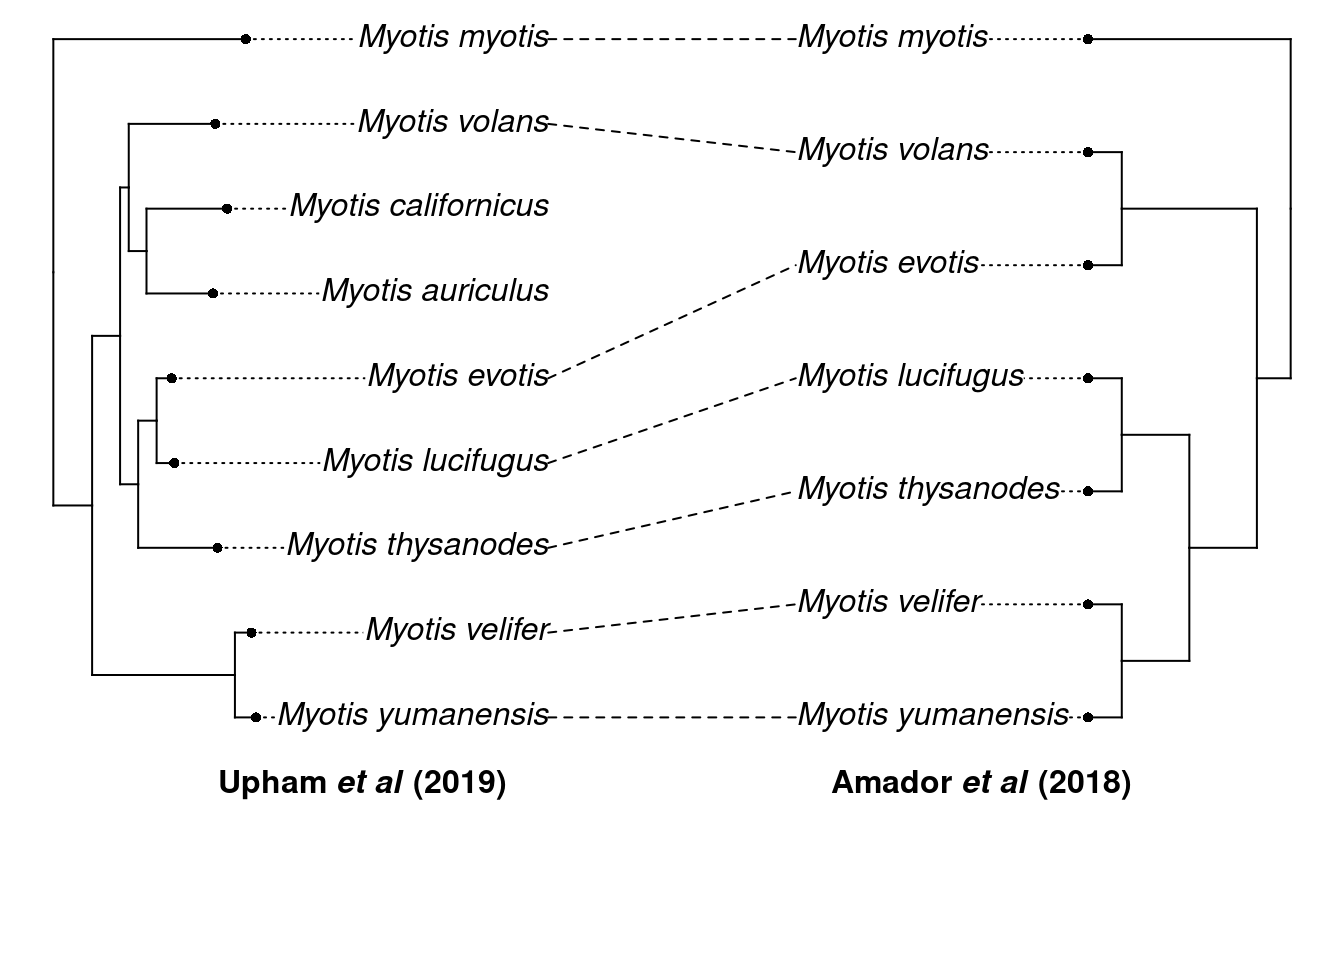 Myotis myotis
Myotis volans
Myotis californicus
Myotis auriculus
Myotis evotis
Myotis lucifugus
Myotis thysanodes
Myotis velifer
Myotis yumanensis
Upham et al (2019)
Myotis myotis
Myotis volans
Myotis evotis
Myotis lucifugus
Myotis thysanodes
Myotis velifer
Myotis yumanensis
Amador et al (2018)